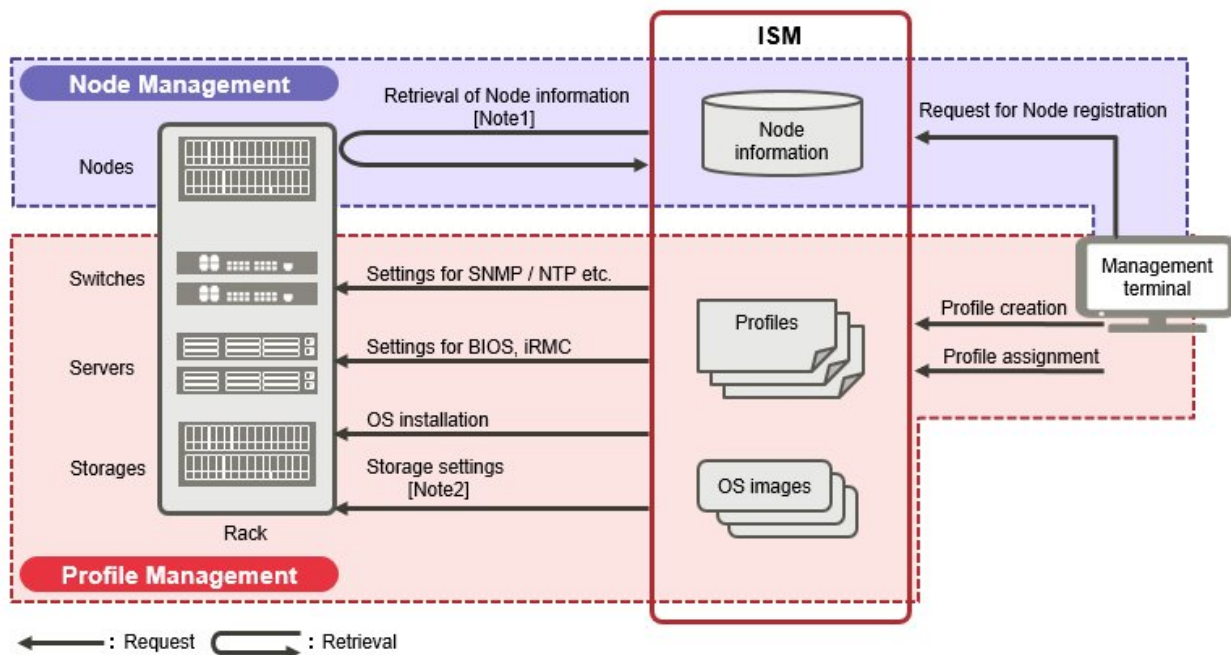 ISM
Node Management
Retrieval of Node information
[Note1]
Node
information
Request for Node registration
Nodes
Switches
Settings for SNMP / NTP etc.
Management
terminal
Profiles
Profile creation
Servers
Settings for BIOS, iRMC
Profile assignment
OS installation
Storages
Storage settings
[Note2]
OS images
Rack
Profile Management
: Request
: Retrieval